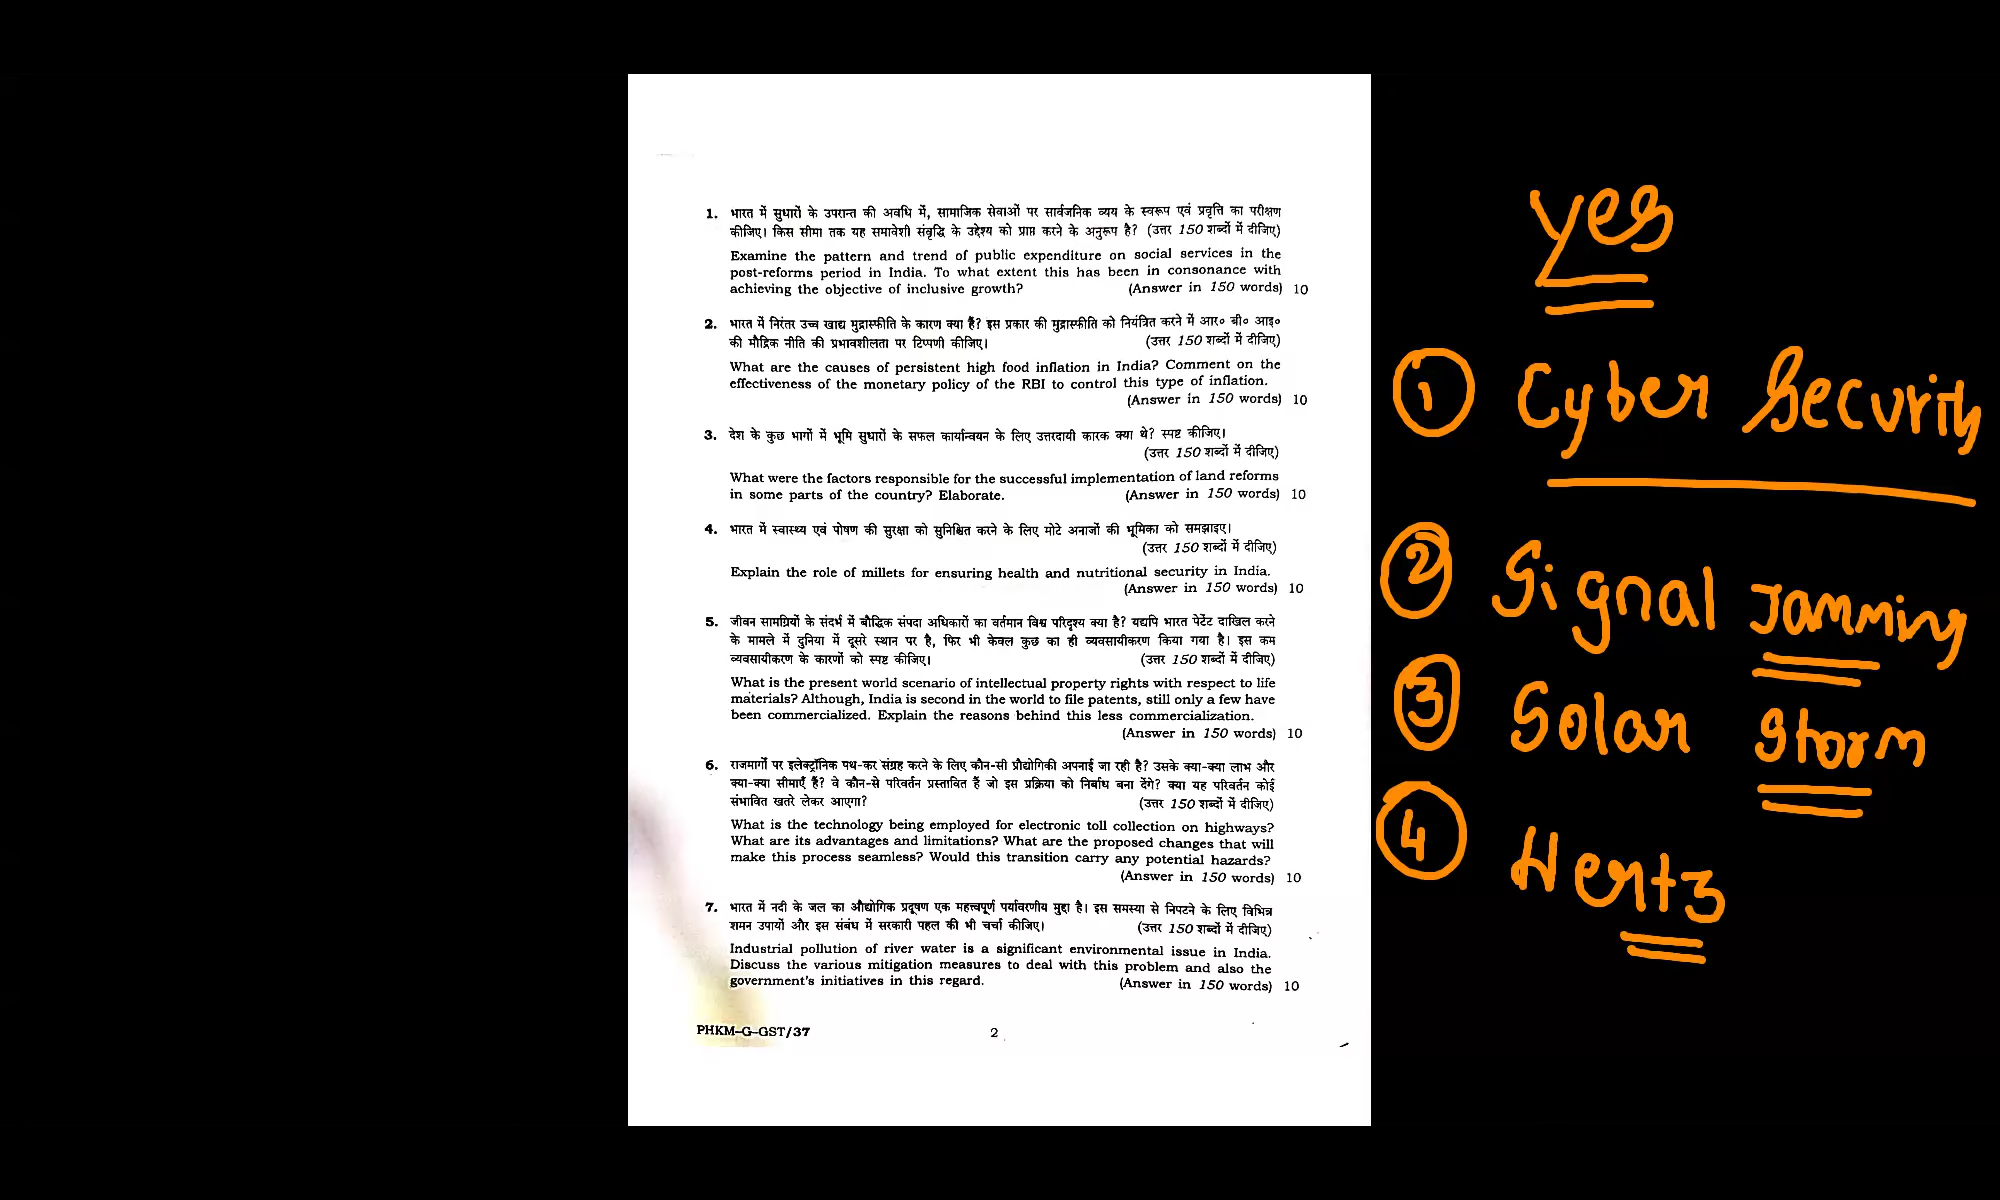 1. भारत में सुधारों के उपरान्त की अवधि में, सामाजिक सेवाओं पर सार्वजनिक व्यय के स्वरूप एवं प्रवृत्ति का परीक्षण
कीजिए। किस सीमा तक यह समावेशी संवृद्धि के उद्देश्य को प्राप्त करने के अनुरूप है? (उत्तर 150 शब्दों में दीजिए)
Examine the pattern and trend of public expenditure on social services in the
post-reforms period in India. To what extent this has been in consonance with
achieving the objective of inclusive growth? (Answer in 150 words) 10
2. भारत में निरंतर उच्च खाद्य मुद्रास्फीति के कारण क्या हैं? इस प्रकार की मुद्रास्फीति को नियंत्रित करने में आर० बी० आइ०
की मौद्रिक नीति की प्रभावशीलता पर टिप्पणी कीजिए। (उत्तर 150 शब्दों में दीजिए)
What are the causes of persistent high food inflation in India? Comment on the
effectiveness of the monetary policy of the RBI to control this type of inflation.
(Answer in 150 words) 10
3. देश के कुछ भागों में भूमि सुधारों के सफल कार्यान्वयन के लिए उत्तरदायी कारक क्या थे? स्पष्ट कीजिए।
(उत्तर 150 शब्दों में दीजिए)
What were the factors responsible for the successful implementation of land reforms
in some parts of the country? Elaborate. (Answer in 150 words) 10
4. भारत में स्वास्थ्य एवं पोषण की सुरक्षा को सुनिश्चित करने के लिए मोटे अनाजों की भूमिका को समझाइए।
(उत्तर 150 शब्दों में दीजिए)
Explain the role of millets for ensuring health and nutritional security in India.
(Answer in 150 words) 10
5. जीवन सामग्रियों के संदर्भ में बौद्धिक संपदा अधिकारों का वर्तमान विश्व परिदृश्य क्या है? यद्यपि भारत पेटेंट दाखिल करने
के मामले में दुनिया में दूसरे स्थान पर है, फिर भी केवल कुछ का ही व्यवसायीकरण किया गया है। इस कम
व्यवसायीकरण के कारणों को स्पष्ट कीजिए। (उत्तर 150 शब्दों में दीजिए)
What is the present world scenario of intellectual property rights with respect to life
materials? Although, India is second in the world to file patents, still only a few have
been commercialized. Explain the reasons behind this less commercialization.
(Answer in 150 words) 10
6. राजमार्गों पर इलेक्ट्रॉनिक पथ-कर संग्रह करने के लिए कौन-सी प्रौद्योगिकी अपनाई जा रही है? उसके क्या-क्या लाभ और
क्या-क्या सीमाएँ हैं? वे कौन-से परिवर्तन प्रस्तावित हैं जो इस प्रक्रिया को निर्बाध बना देंगे? क्या यह परिवर्तन कोई
संभावित खतरे लेकर आएगा? (उत्तर 150 शब्दों में दीजिए)
What is the technology being employed for electronic toll collection on highways?
What are its advantages and limitations? What are the proposed changes that will
make this process seamless? Would this transition carry any potential hazards?
(Answer in 150 words) 10
7. भारत में नदी के जल का औद्योगिक प्रदूषण एक महत्त्वपूर्ण पर्यावरणीय मुद्दा है। इस समस्या से निपटने के लिए विभिन्न
शमन उपायों और इस संबंध में सरकारी पहल की भी चर्चा कीजिए। (उत्तर 150 शब्दों में दीजिए)
Industrial pollution of river water is a significant environmental issue in India.
Discuss the various mitigation measures to deal with this problem and also the
government's initiatives in this regard. (Answer in 150 words) 10
PHKM-G-GST/37 2
yes
1 Cyber Security
2 Signal Jamming
3 Solar Storm
4 Hertz